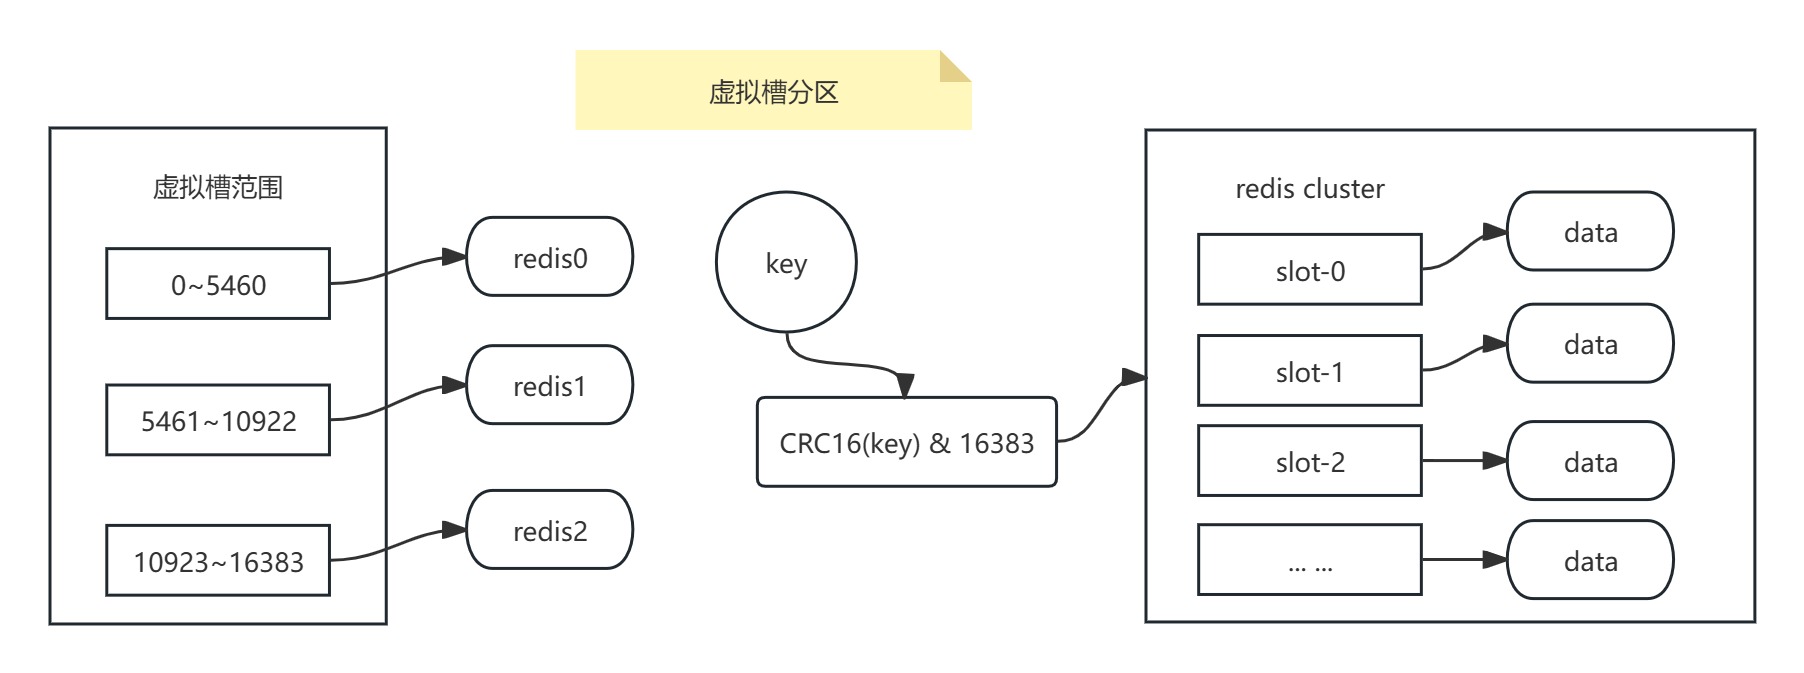 虚拟槽分区
虚拟槽范围
0~5460
redis0
5461~10922
redis1
10923~16383
redis2
key
CRC16(key) & 16383
redis cluster
slot-0
data
slot-1
data
slot-2
data
... ...
data